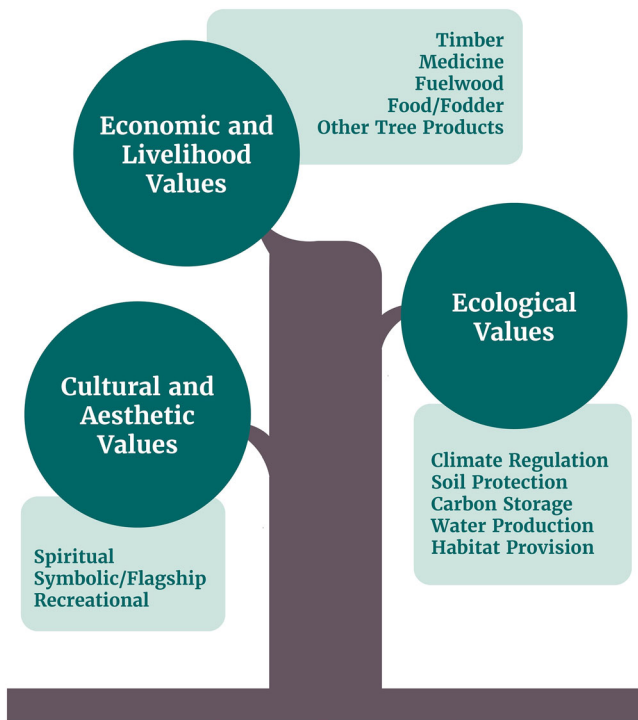 Timber
Medicine
Fuelwood
Food/Fodder
Other Tree Products
Economic and
Livelihood
Values
Ecological
Values
Climate Regulation
Soil Protection
Carbon Storage
Water Production
Habitat Provision
Cultural and
Aesthetic
Values
Spiritual
Symbolic/Flagship
Recreational